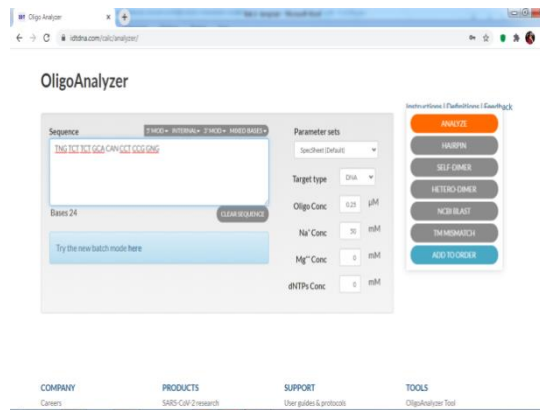 Oligo Analyzer
idtdna.com/calc/analyzer/
OligoAnalyzer
Instructions | Definitions | Feedback
Sequence
5' MOD INTERNAL 3' MOD MIXED BASES
TNG TCT TCT GCA CAN CCT CCG GNG
Bases 24
CLEAR SEQUENCE
Try the new batch mode here
Parameter sets
SpecSheet (Default)
Target type DNA
Oligo Conc 0.25 µM
Na⁺ Conc 50 mM
Mg⁺⁺ Conc 0 mM
dNTPs Conc 0 mM
ANALYZE
HAIRPIN
SELF-DIMER
HETERO-DIMER
NCBI BLAST
TM MISMATCH
ADD TO ORDER
COMPANY
Careers
PRODUCTS
SARS-CoV-2 research
SUPPORT
User guides & protocols
TOOLS
OligoAnalyzer Tool